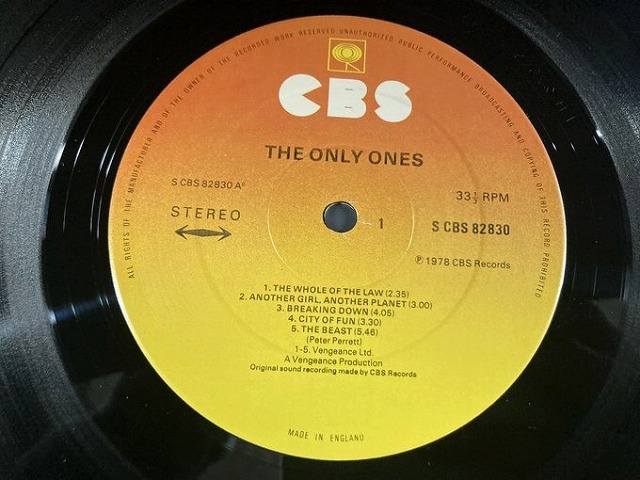 ALL RIGHTS OF THE MANUFACTURER AND OF THE OWNER OF THE RECORDED WORK RESERVED UNAUTHORIZED PUBLIC PERFORMANCE BROADCASTING AND COPYING OF THIS RECORD PROHIBITED
CBS
THE ONLY ONES
S CBS 82830 A
33⅓ RPM
STEREO
1
S CBS 82830
℗ 1978 CBS Records
1. THE WHOLE OF THE LAW (2.35)
2. ANOTHER GIRL, ANOTHER PLANET (3.00)
3. BREAKING DOWN (4.05)
4. CITY OF FUN (3.30)
5. THE BEAST (5.46)
(Peter Perrett)
1-5. Vengeance Ltd.
A Vengeance Production
Original sound recording made by CBS Records
MADE IN ENGLAND